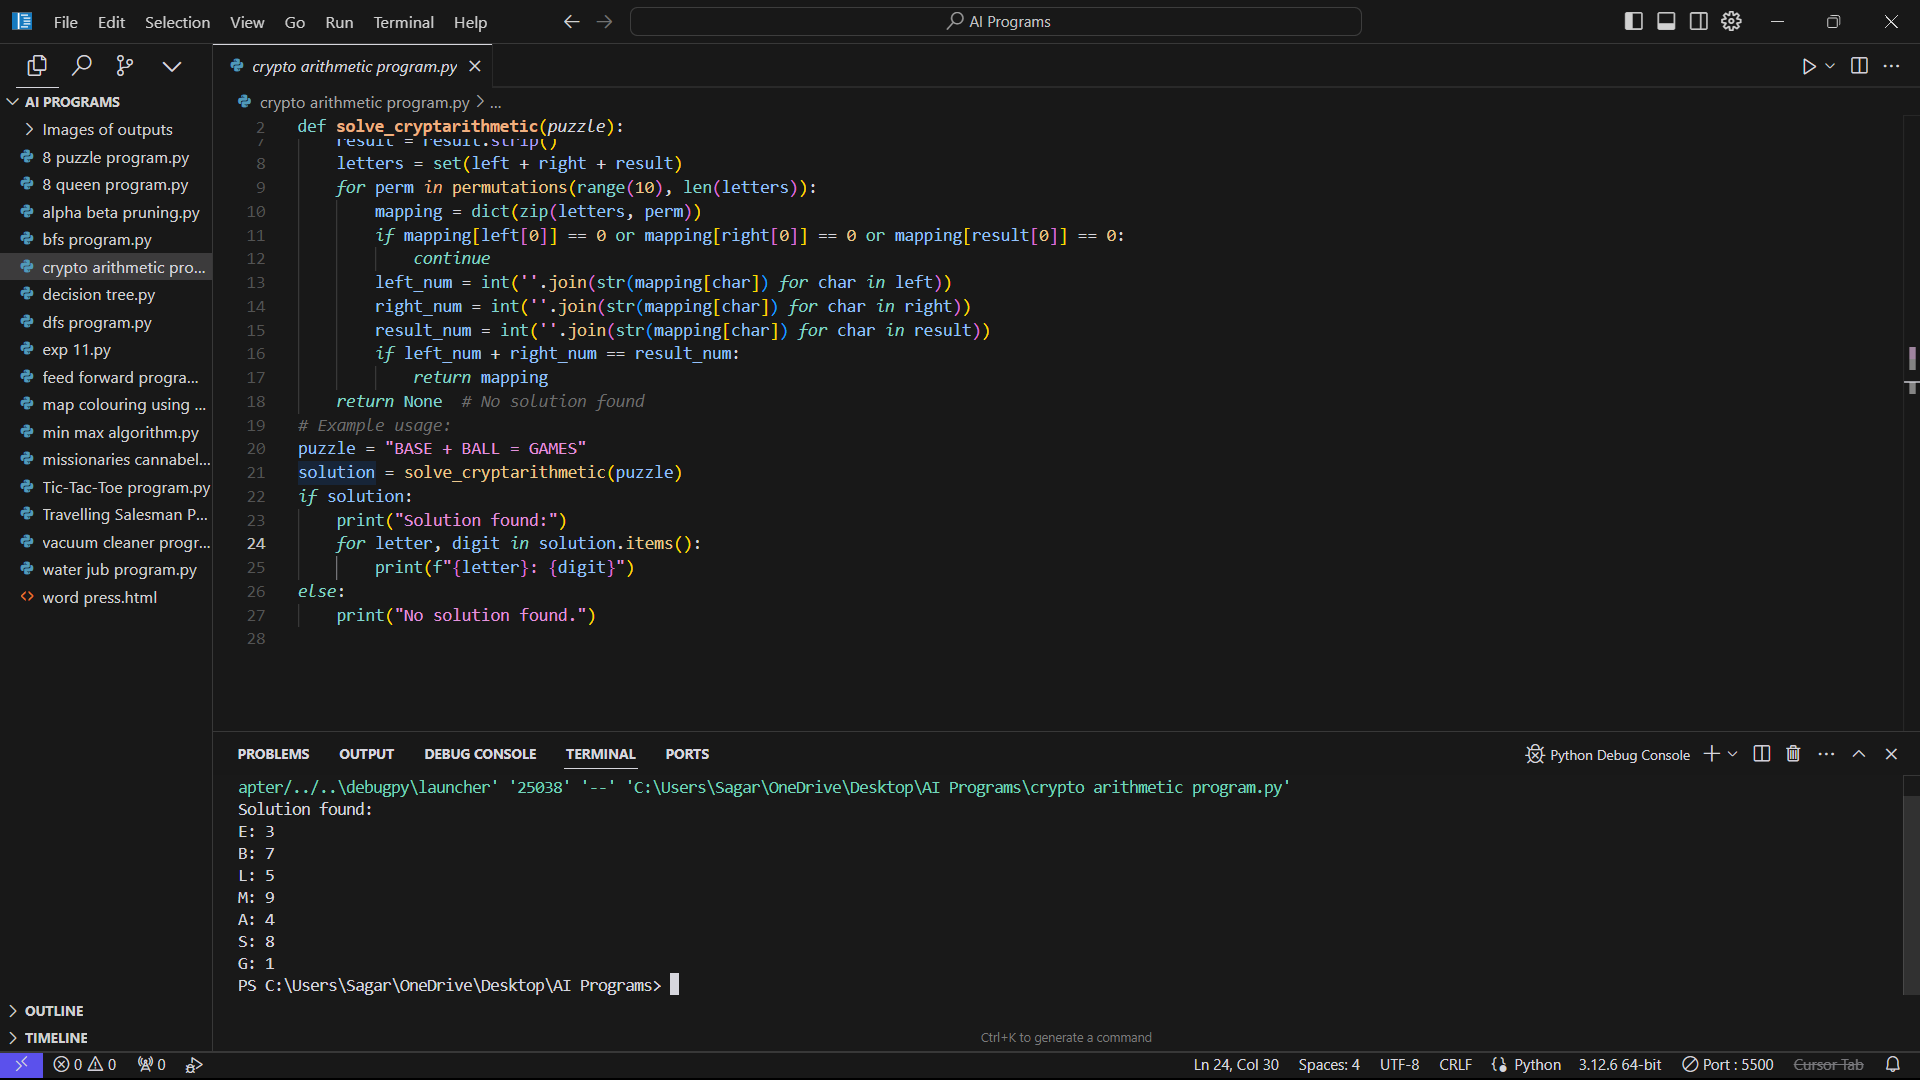 File Edit Selection View Go Run Terminal Help
AI Programs
AI PROGRAMS
Images of outputs
8 puzzle program.py
8 queen program.py
alpha beta pruning.py
bfs program.py
crypto arithmetic pro...
decision tree.py
dfs program.py
exp 11.py
feed forward progra...
map colouring using ...
min max algorithm.py
missionaries cannabel...
Tic-Tac-Toe program.py
Travelling Salesman P...
vacuum cleaner progr...
water jub program.py
word press.html
OUTLINE
TIMELINE
crypto arithmetic program.py
crypto arithmetic program.py > ...
2 def solve_cryptarithmetic(puzzle):
7 result = result.strip()
8 letters = set(left + right + result)
9 for perm in permutations(range(10), len(letters)):
10 mapping = dict(zip(letters, perm))
11 if mapping[left[0]] == 0 or mapping[right[0]] == 0 or mapping[result[0]] == 0:
12 continue
13 left_num = int(''.join(str(mapping[char]) for char in left))
14 right_num = int(''.join(str(mapping[char]) for char in right))
15 result_num = int(''.join(str(mapping[char]) for char in result))
16 if left_num + right_num == result_num:
17 return mapping
18 return None # No solution found
19 # Example usage:
20 puzzle = "BASE + BALL = GAMES"
21 solution = solve_cryptarithmetic(puzzle)
22 if solution:
23 print("Solution found:")
24 for letter, digit in solution.items():
25 print(f"{letter}: {digit}")
26 else:
27 print("No solution found.")
28
PROBLEMS OUTPUT DEBUG CONSOLE TERMINAL PORTS
Python Debug Console
apter/../..\debugpy\launcher' '25038' '--' 'C:\Users\Sagar\OneDrive\Desktop\AI Programs\crypto arithmetic program.py'
Solution found:
E: 3
B: 7
L: 5
M: 9
A: 4
S: 8
G: 1
PS C:\Users\Sagar\OneDrive\Desktop\AI Programs>
Ctrl+K to generate a command
0 0 0 Ln 24, Col 30 Spaces: 4 UTF-8 CRLF Python 3.12.6 64-bit Port : 5500 Cursor Tab